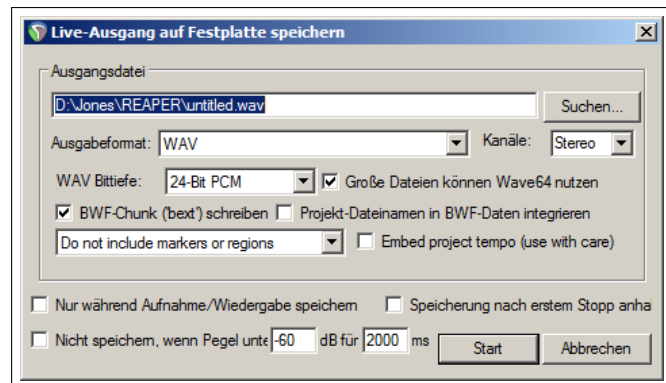 Live-Ausgang auf Festplatte speichern
Ausgangsdatei
D:\Jones\REAPER\untitled.wav Suchen...
Ausgabeformat: WAV Kanäle: Stereo
WAV Bittiefe: 24-Bit PCM Große Dateien können Wave64 nutzen
BWF-Chunk ('bext') schreiben Projekt-Dateinamen in BWF-Daten integrieren
Do not include markers or regions Embed project tempo (use with care)
Nur während Aufnahme/Wiedergabe speichern Speicherung nach erstem Stopp anha
Nicht speichern, wenn Pegel unte -60 dB für 2000 ms Start Abbrechen